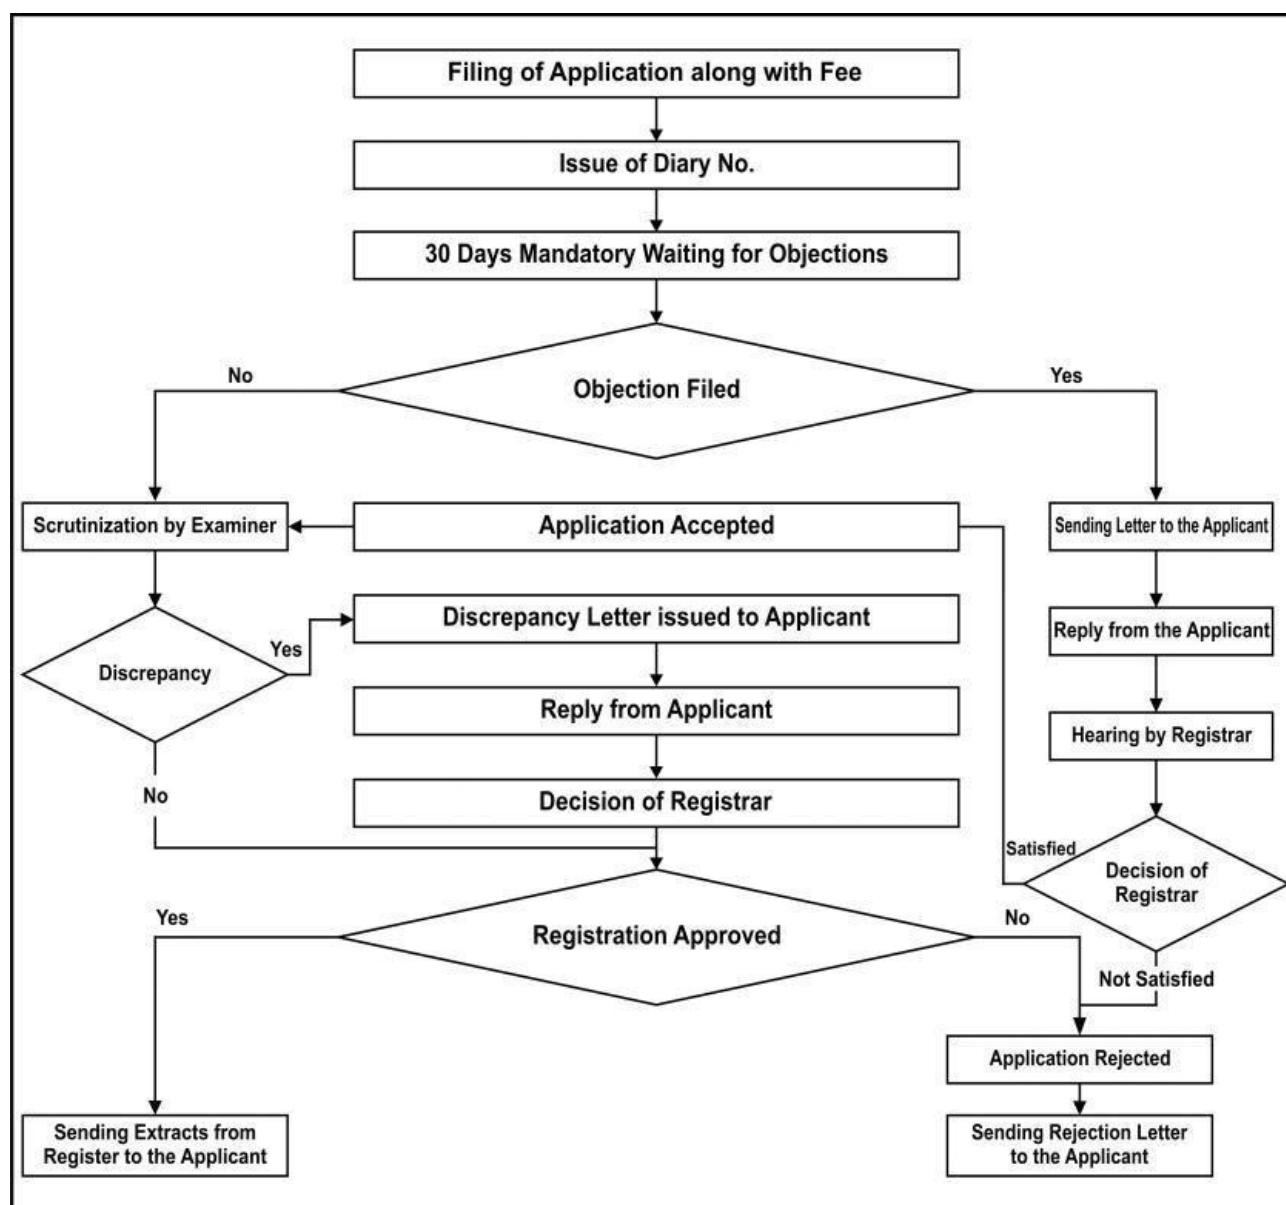 Filing of Application along with Fee
Issue of Diary No.
30 Days Mandatory Waiting for Objections
No
Objection Filed
Yes
Scrutinization by Examiner
Application Accepted
Sending Letter to the Applicant
Discrepancy
Yes
Discrepancy Letter issued to Applicant
Reply from the Applicant
Reply from Applicant
Hearing by Registrar
No
Decision of Registrar
Satisfied
Decision of
Registrar
Yes
Registration Approved
No
Not Satisfied
Application Rejected
Sending Extracts from
Register to the Applicant
Sending Rejection Letter
to the Applicant